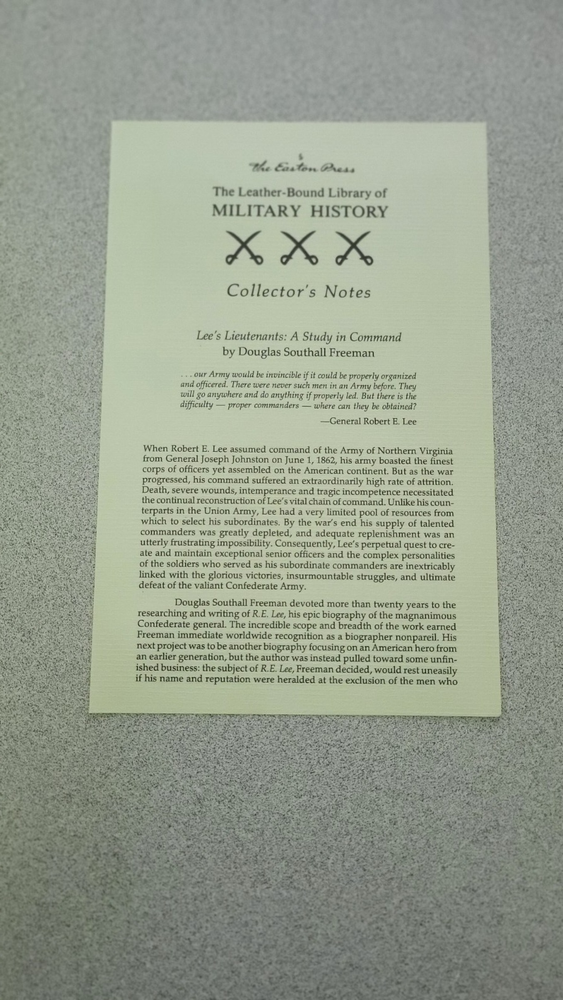 The Easton Press
The Leather-Bound Library of
MILITARY HISTORY
Collector's Notes
Lee's Lieutenants: A Study in Command
by Douglas Southall Freeman
. . . our Army would be invincible if it could be properly organized
and officered. There were never such men in an Army before. They
will go anywhere and do anything if properly led. But there is the
difficulty — proper commanders — where can they be obtained?
—General Robert E. Lee
When Robert E. Lee assumed command of the Army of Northern Virginia
from General Joseph Johnston on June 1, 1862, his army boasted the finest
corps of officers yet assembled on the American continent. But as the war
progressed, his command suffered an extraordinarily high rate of attrition.
Death, severe wounds, intemperance and tragic incompetence necessitated
the continual reconstruction of Lee's vital chain of command. Unlike his coun-
terparts in the Union Army, Lee had a very limited pool of resources from
which to select his subordinates. By the war's end his supply of talented
commanders was greatly depleted, and adequate replenishment was an
utterly frustrating impossibility. Consequently, Lee's perpetual quest to cre-
ate and maintain exceptional senior officers and the complex personalities
of the soldiers who served as his subordinate commanders are inextricably
linked with the glorious victories, insurmountable struggles, and ultimate
defeat of the valiant Confederate Army.
Douglas Southall Freeman devoted more than twenty years to the
researching and writing of R.E. Lee, his epic biography of the magnanimous
Confederate general. The incredible scope and breadth of the work earned
Freeman immediate worldwide recognition as a biographer nonpareil. His
next project was to be another biography focusing on an American hero from
an earlier generation, but the author was instead pulled toward some unfin-
ished business: the subject of R.E. Lee, Freeman decided, would rest uneasily
if his name and reputation were heralded at the exclusion of the men who